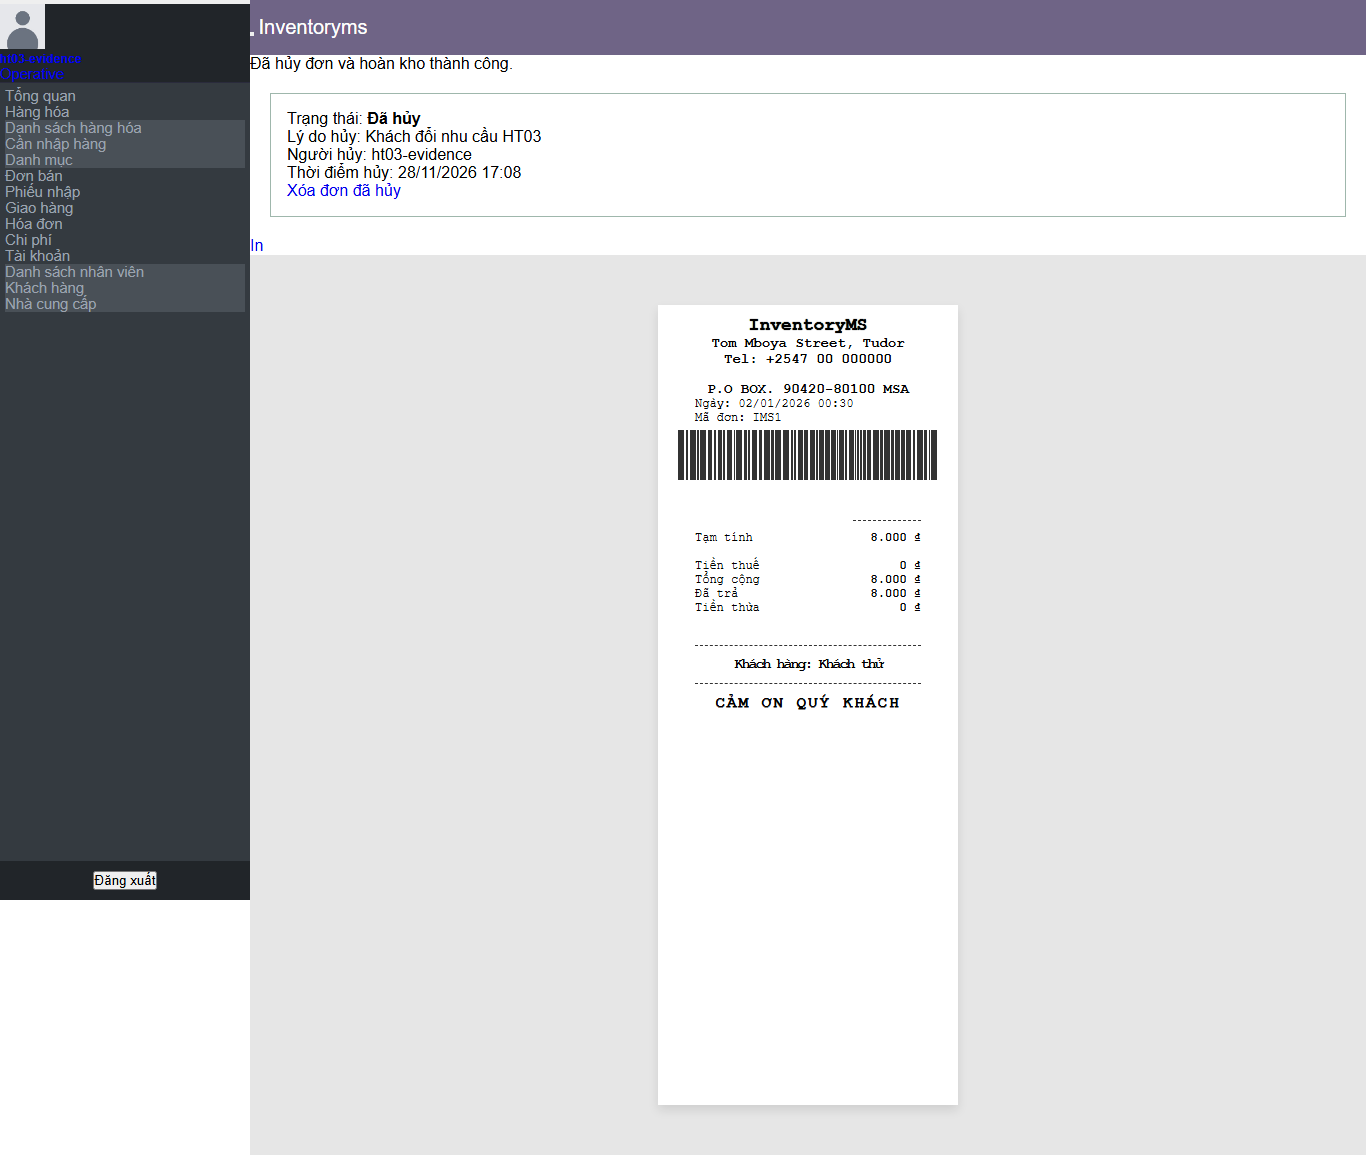 ht03-evidence
Operative
Tổng quan
Hàng hóa
Danh sách hàng hóa
Cần nhập hàng
Danh mục
Đơn bán
Phiếu nhập
Giao hàng
Hóa đơn
Chi phí
Tài khoản
Danh sách nhân viên
Khách hàng
Nhà cung cấp
Đăng xuất
Inventoryms
Đã hủy đơn và hoàn kho thành công.
Trạng thái: Đã hủy
Lý do hủy: Khách đổi nhu cầu HT03
Người hủy: ht03-evidence
Thời điểm hủy: 28/11/2026 17:08
Xóa đơn đã hủy
In
InventoryMS
Tom Mboya Street, Tudor
Tel: +2547 00 000000
P.O BOX. 90420-80100 MSA
Ngày: 02/01/2026 00:30
Mã đơn: IMS1
-------------
Tạm tính 8.000 ₫
Tiền thuế 0 ₫
Tổng cộng 8.000 ₫
Đã trả 8.000 ₫
Tiền thừa 0 ₫
Khách hàng: Khách thử
CẢM ƠN QUÝ KHÁCH